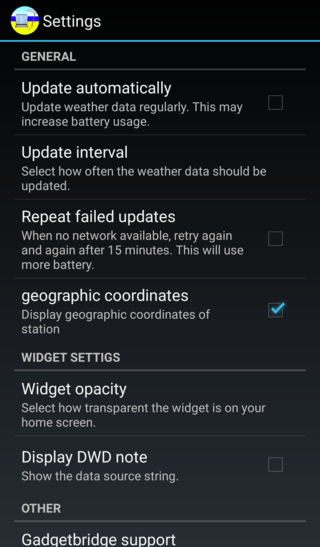 Settings
GENERAL
Update automatically
Update weather data regularly. This may
increase battery usage.
Update interval
Select how often the weather data should be
updated.
Repeat failed updates
When no network available, retry again
and again after 15 minutes. This will use
more battery.
geographic coordinates
Display geographic coordinates of
station
WIDGET SETTIGS
Widget opacity
Select how transparent the widget is on your
home screen.
Display DWD note
Show the data source string.
OTHER
Gadgetbridge support